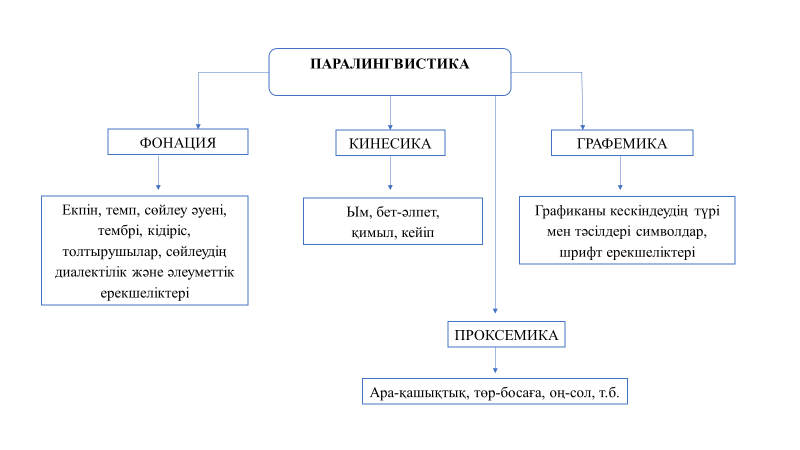 ПАРАЛИНГВИСТИКА
ФОНАЦИЯ
КИНЕСИКА
ГРАФЕМИКА
Екпін, темп, сөйлеу әуені,
тембрі, кідіріс,
толтырушылар, сөйлеудің
диалектілік және әлеуметтік
ерекшеліктері
Ым, бет-әлпет,
қимыл, кейіп
Графиканы кескіндеудің түрі
мен тәсілдері символдар,
шрифт ерекшеліктері
ПРОКСЕМИКА
Ара-қашықтық, төр-босаға, оң-сол, т.б.